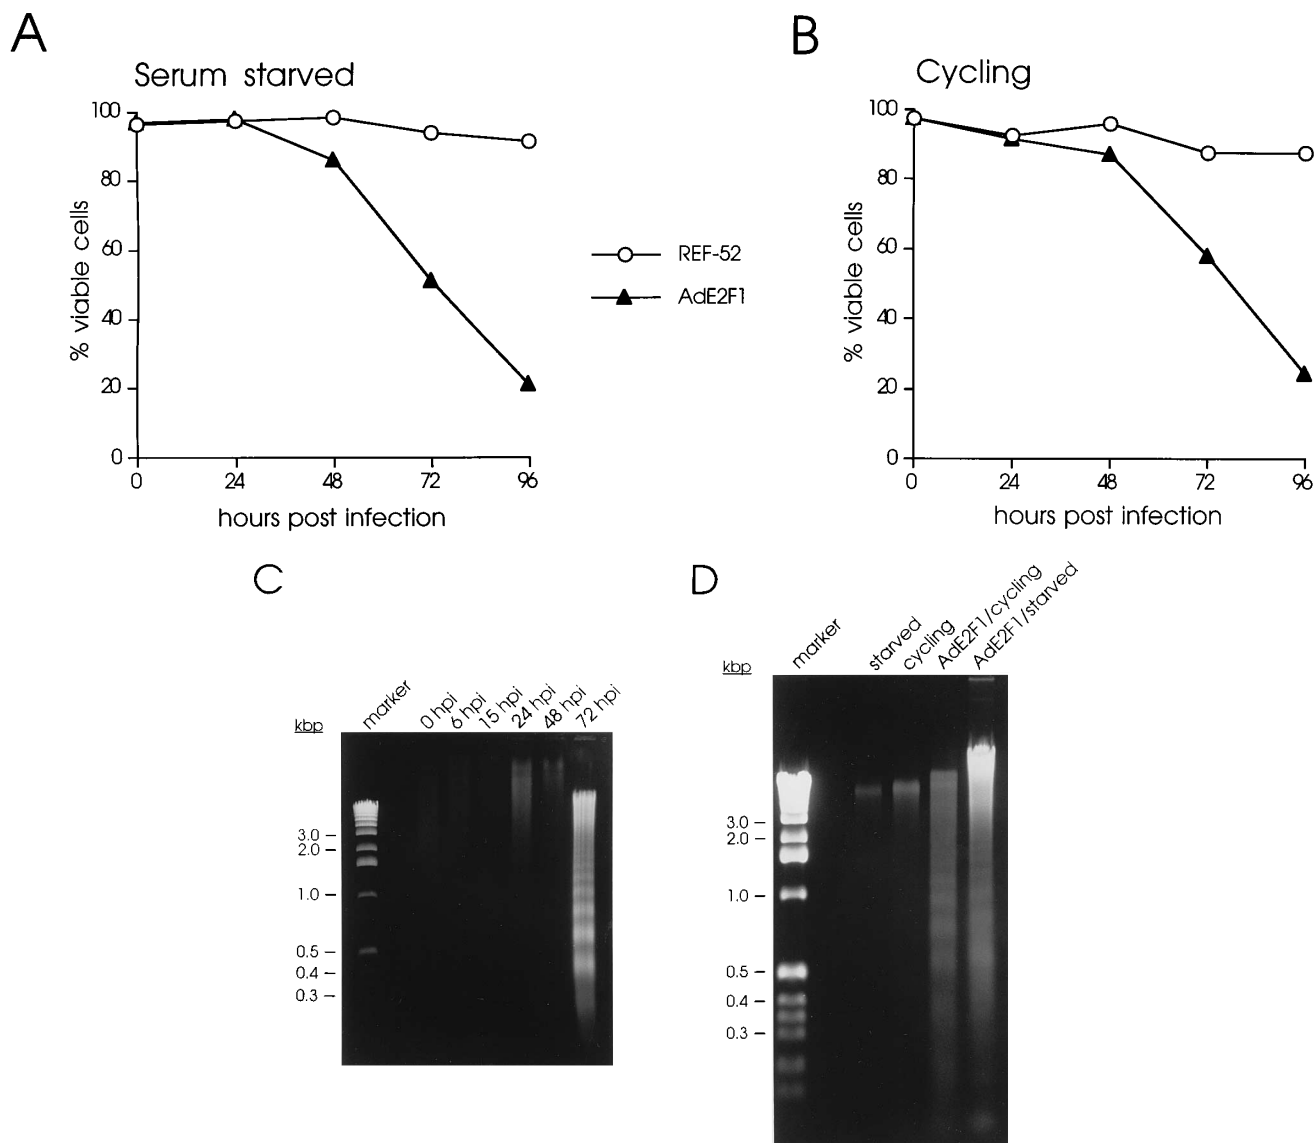 A
Serum starved
100
80
60
40
20
0
% viable cells
0 24 48 72 96
hours post infection
REF-52
AdE2F1
B
Cycling
100
80
60
40
20
0
% viable cells
0 24 48 72 96
hours post infection
C
kbp
marker
0 hpi
6 hpi
15 hpi
24 hpi
48 hpi
72 hpi
3.0
2.0
1.0
0.5
0.4
0.3
D
kbp
marker
starved
cycling
AdE2F1/cycling
AdE2F1/starved
3.0
2.0
1.0
0.5
0.4
0.3